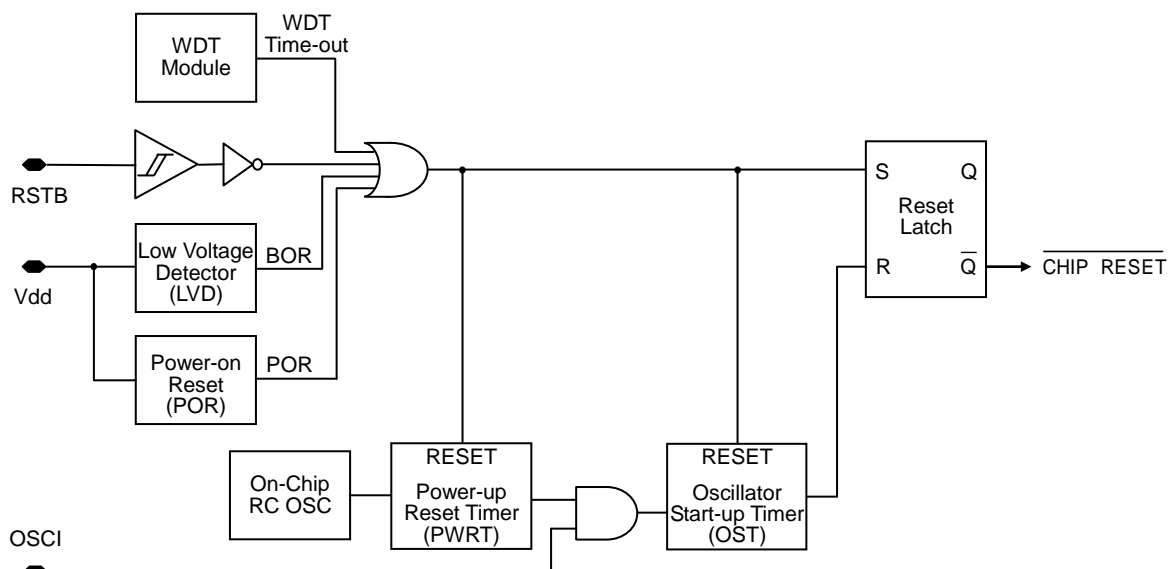 WDT
Module
WDT
Time-out
RSTB
Low Voltage
Detector
(LVD)
BOR
Vdd
Power-on
Reset
(POR)
POR
S
Q
Reset
Latch
R
Q
CHIP RESET
On-Chip
RC OSC
RESET
Power-up
Reset Timer
(PWRT)
RESET
Oscillator
Start-up Timer
(OST)
OSCI